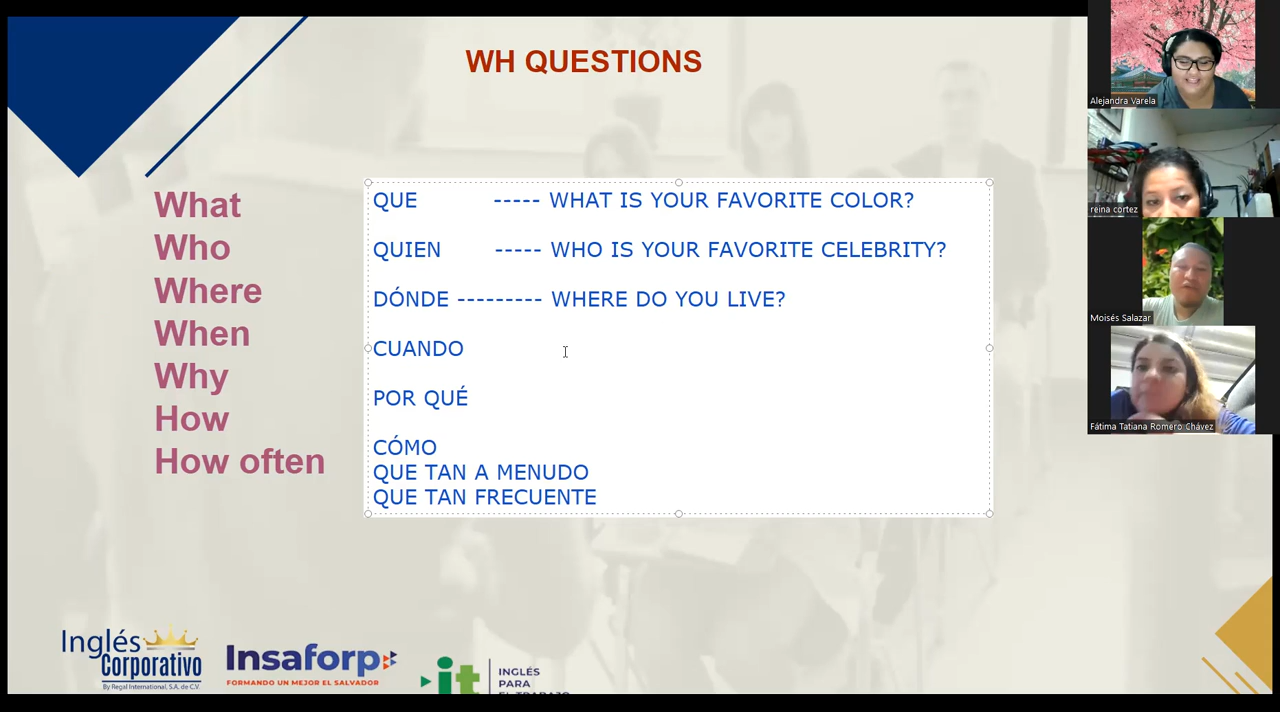 WH QUESTIONS
What
Who
Where
When
Why
How
How often
QUE ----- WHAT IS YOUR FAVORITE COLOR?
QUIEN ----- WHO IS YOUR FAVORITE CELEBRITY?
DÓNDE --------- WHERE DO YOU LIVE?
CUANDO
POR QUÉ
CÓMO
QUE TAN A MENUDO
QUE TAN FRECUENTE
Alejandra Varela
reina cortez
Moisés Salazar
Fátima Tatiana Romero Chávez
Inglés
Corporativo
By Regal International, S.A. de C.V.
Insaforp
FORMANDO UN MEJOR EL SALVADOR
it
INGLÉS
PARA
EL TRABAJO